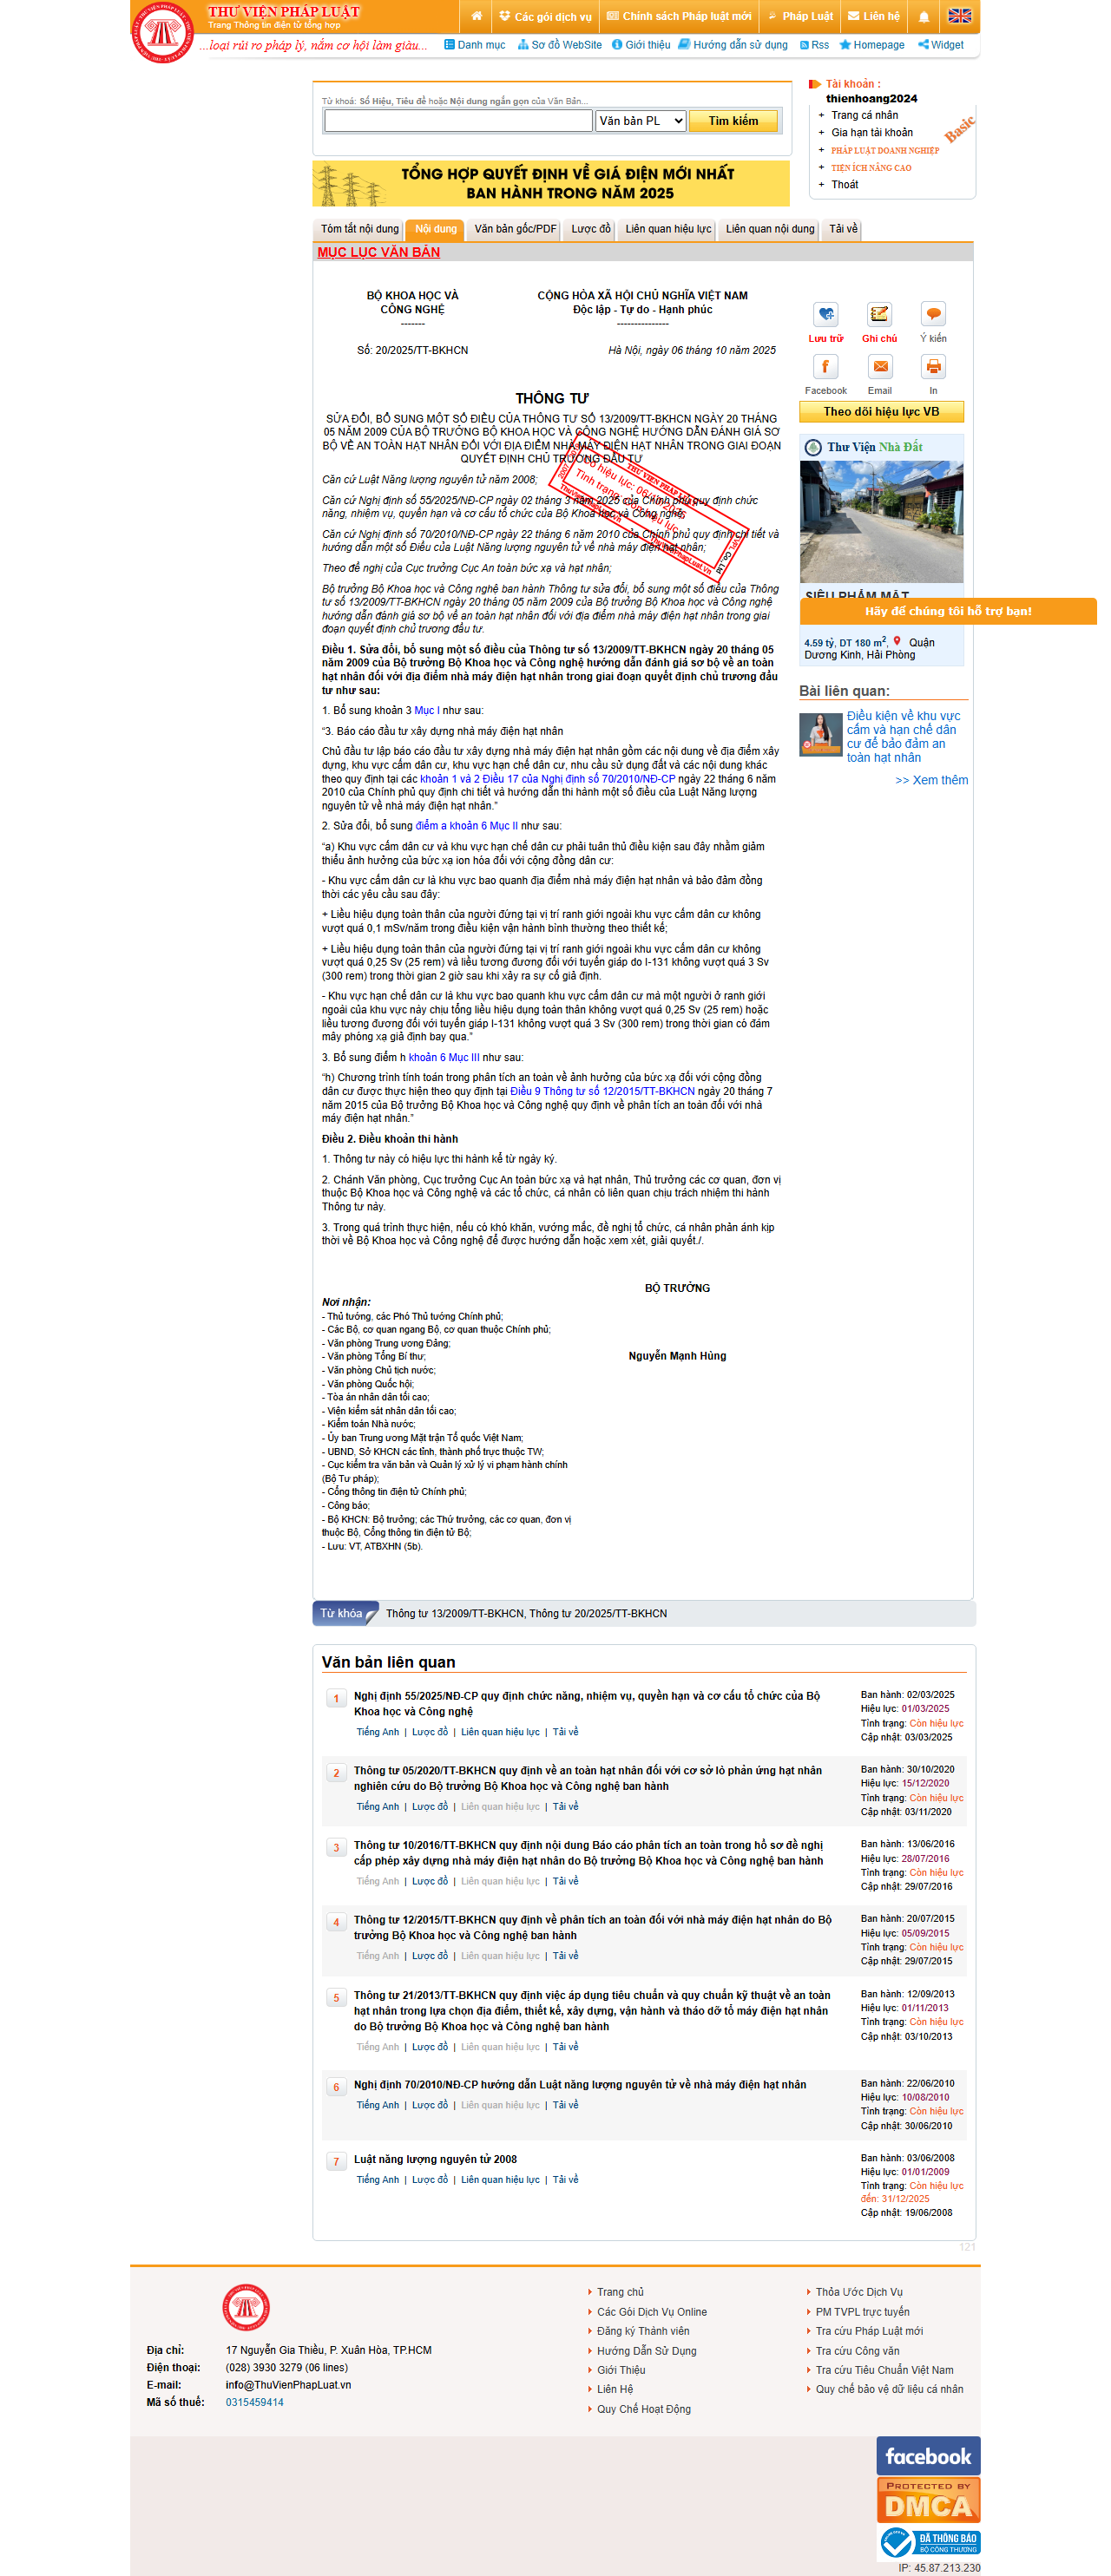 THƯ VIỆN PHÁP LUẬT
Trang Thông tin điện tử tổng hợp
Các gói dịch vụ
Chính sách Pháp luật mới
Pháp Luật
Liên hệ
...loại rủi ro pháp lý, nắm cơ hội làm giàu...
Danh mục
Sơ đồ WebSite
Giới thiệu
Hướng dẫn sử dụng
Rss
Homepage
Widget
Từ khoá: Số Hiệu, Tiêu đề hoặc Nội dung ngắn gọn của Văn Bản...
Văn bản PL
Tìm kiếm
Tài khoản :
thienhoang2024
+ Trang cá nhân
+ Gia hạn tài khoản
+ PHÁP LUẬT DOANH NGHIỆP
+ TIỆN ÍCH NÂNG CAO
+ Thoát
Basic
TỔNG HỢP QUYẾT ĐỊNH VỀ GIÁ ĐIỆN MỚI NHẤT
BAN HÀNH TRONG NĂM 2025
Tóm tắt nội dung
Nội dung
Văn bản gốc/PDF
Lược đồ
Liên quan hiệu lực
Liên quan nội dung
Tải về
MỤC LỤC VĂN BẢN
BỘ KHOA HỌC VÀ
CÔNG NGHỆ
-------
CỘNG HÒA XÃ HỘI CHỦ NGHĨA VIỆT NAM
Độc lập - Tự do - Hạnh phúc
---------------
Số: 20/2025/TT-BKHCN
Hà Nội, ngày 06 tháng 10 năm 2025
THÔNG TƯ
SỬA ĐỔI, BỔ SUNG MỘT SỐ ĐIỀU CỦA THÔNG TƯ SỐ 13/2009/TT-BKHCN NGÀY 20 THÁNG
05 NĂM 2009 CỦA BỘ TRƯỞNG BỘ KHOA HỌC VÀ CÔNG NGHỆ HƯỚNG DẪN ĐÁNH GIÁ SƠ
BỘ VỀ AN TOÀN HẠT NHÂN ĐỐI VỚI ĐỊA ĐIỂM NHÀ MÁY ĐIỆN HẠT NHÂN TRONG GIAI ĐOẠN
QUYẾT ĐỊNH CHỦ TRƯƠNG ĐẦU TƯ
Căn cứ Luật Năng lượng nguyên tử năm 2008;
Căn cứ Nghị định số 55/2025/NĐ-CP ngày 02 tháng 3 năm 2025 của Chính phủ quy định chức
năng, nhiệm vụ, quyền hạn và cơ cấu tổ chức của Bộ Khoa học và Công nghệ;
Căn cứ Nghị định số 70/2010/NĐ-CP ngày 22 tháng 6 năm 2010 của Chính phủ quy định chi tiết và
hướng dẫn một số Điều của Luật Năng lượng nguyên tử về nhà máy điện hạt nhân;
Theo đề nghị của Cục trưởng Cục An toàn bức xạ và hạt nhân;
Bộ trưởng Bộ Khoa học và Công nghệ ban hành Thông tư sửa đổi, bổ sung một số điều của Thông
tư số 13/2009/TT-BKHCN ngày 20 tháng 05 năm 2009 của Bộ trưởng Bộ Khoa học và Công nghệ
hướng dẫn đánh giá sơ bộ về an toàn hạt nhân đối với địa điểm nhà máy điện hạt nhân trong giai
đoạn quyết định chủ trương đầu tư.
Điều 1. Sửa đổi, bổ sung một số điều của Thông tư số 13/2009/TT-BKHCN ngày 20 tháng 05
năm 2009 của Bộ trưởng Bộ Khoa học và Công nghệ hướng dẫn đánh giá sơ bộ về an toàn
hạt nhân đối với địa điểm nhà máy điện hạt nhân trong giai đoạn quyết định chủ trương đầu
tư như sau:
1. Bổ sung khoản 3 Mục I như sau:
“3. Báo cáo đầu tư xây dựng nhà máy điện hạt nhân
Chủ đầu tư lập báo cáo đầu tư xây dựng nhà máy điện hạt nhân gồm các nội dung về địa điểm xây
dựng, khu vực cấm dân cư, khu vực hạn chế dân cư, nhu cầu sử dụng đất và các nội dung khác
theo quy định tại các khoản 1 và 2 Điều 17 của Nghị định số 70/2010/NĐ-CP ngày 22 tháng 6 năm
2010 của Chính phủ quy định chi tiết và hướng dẫn thi hành một số điều của Luật Năng lượng
nguyên tử về nhà máy điện hạt nhân.”
2. Sửa đổi, bổ sung điểm a khoản 6 Mục II như sau:
“a) Khu vực cấm dân cư và khu vực hạn chế dân cư phải tuân thủ điều kiện sau đây nhằm giảm
thiểu ảnh hưởng của bức xạ ion hóa đối với cộng đồng dân cư:
- Khu vực cấm dân cư là khu vực bao quanh địa điểm nhà máy điện hạt nhân và bảo đảm đồng
thời các yêu cầu sau đây:
+ Liều hiệu dụng toàn thân của người đứng tại vị trí ranh giới ngoài khu vực cấm dân cư không
vượt quá 0,1 mSv/năm trong điều kiện vận hành bình thường theo thiết kế;
+ Liều hiệu dụng toàn thân của người đứng tại vị trí ranh giới ngoài khu vực cấm dân cư không
vượt quá 0,25 Sv (25 rem) và liều tương đương đối với tuyến giáp do I-131 không vượt quá 3 Sv
(300 rem) trong thời gian 2 giờ sau khi xảy ra sự cố giả định.
- Khu vực hạn chế dân cư là khu vực bao quanh khu vực cấm dân cư mà một người ở ranh giới
ngoài của khu vực này chịu tổng liều hiệu dụng toàn thân không vượt quá 0,25 Sv (25 rem) hoặc
liều tương đương đối với tuyến giáp I-131 không vượt quá 3 Sv (300 rem) trong thời gian có đám
mây phóng xạ giả định bay qua.”
3. Bổ sung điểm h khoản 6 Mục III như sau:
“h) Chương trình tính toán trong phân tích an toàn về ảnh hưởng của bức xạ đối với cộng đồng
dân cư được thực hiện theo quy định tại Điều 9 Thông tư số 12/2015/TT-BKHCN ngày 20 tháng 7
năm 2015 của Bộ trưởng Bộ Khoa học và Công nghệ quy định về phân tích an toàn đối với nhà
máy điện hạt nhân.”
Điều 2. Điều khoản thi hành
1. Thông tư này có hiệu lực thi hành kể từ ngày ký.
2. Chánh Văn phòng, Cục trưởng Cục An toàn bức xạ và hạt nhân, Thủ trưởng các cơ quan, đơn vị
thuộc Bộ Khoa học và Công nghệ và các tổ chức, cá nhân có liên quan chịu trách nhiệm thi hành
Thông tư này.
3. Trong quá trình thực hiện, nếu có khó khăn, vướng mắc, đề nghị tổ chức, cá nhân phản ánh kịp
thời về Bộ Khoa học và Công nghệ để được hướng dẫn hoặc xem xét, giải quyết./.
Nơi nhận:
- Thủ tướng, các Phó Thủ tướng Chính phủ;
- Các Bộ, cơ quan ngang Bộ, cơ quan thuộc Chính phủ;
- Văn phòng Trung ương Đảng;
- Văn phòng Tổng Bí thư;
- Văn phòng Chủ tịch nước;
- Văn phòng Quốc hội;
- Tòa án nhân dân tối cao;
- Viện kiểm sát nhân dân tối cao;
- Kiểm toán Nhà nước;
- Ủy ban Trung ương Mặt trận Tổ quốc Việt Nam;
- UBND, Sở KHCN các tỉnh, thành phố trực thuộc TW;
- Cục kiểm tra văn bản và Quản lý xử lý vi phạm hành chính
(Bộ Tư pháp);
- Cổng thông tin điện tử Chính phủ;
- Công báo;
- Bộ KHCN: Bộ trưởng; các Thứ trưởng, các cơ quan, đơn vị
thuộc Bộ, Cổng thông tin điện tử Bộ;
- Lưu: VT, ATBXHN (5b).
BỘ TRƯỞNG
Nguyễn Mạnh Hùng
Lưu trữ
Ghi chú
Ý kiến
Facebook
Email
In
Theo dõi hiệu lực VB
Thư Viện Nhà Đất
SIÊU PHẨM MẶT
Hãy để chúng tôi hỗ trợ bạn!
4.59 tỷ, DT 180 m2, Quận
Dương Kinh, Hải Phòng
Bài liên quan:
Điều kiện về khu vực
cấm và hạn chế dân
cư để bảo đảm an
toàn hạt nhân
>> Xem thêm
Từ khóa
Thông tư 13/2009/TT-BKHCN, Thông tư 20/2025/TT-BKHCN
Văn bản liên quan
1
Nghị định 55/2025/NĐ-CP quy định chức năng, nhiệm vụ, quyền hạn và cơ cấu tổ chức của Bộ
Khoa học và Công nghệ
Tiếng Anh | Lược đồ | Liên quan hiệu lực | Tải về
Ban hành: 02/03/2025
Hiệu lực: 01/03/2025
Tình trạng: Còn hiệu lực
Cập nhật: 03/03/2025
2
Thông tư 05/2020/TT-BKHCN quy định về an toàn hạt nhân đối với cơ sở lò phản ứng hạt nhân
nghiên cứu do Bộ trưởng Bộ Khoa học và Công nghệ ban hành
Tiếng Anh | Lược đồ | Liên quan hiệu lực | Tải về
Ban hành: 30/10/2020
Hiệu lực: 15/12/2020
Tình trạng: Còn hiệu lực
Cập nhật: 03/11/2020
3
Thông tư 10/2016/TT-BKHCN quy định nội dung Báo cáo phân tích an toàn trong hồ sơ đề nghị
cấp phép xây dựng nhà máy điện hạt nhân do Bộ trưởng Bộ Khoa học và Công nghệ ban hành
Tiếng Anh | Lược đồ | Liên quan hiệu lực | Tải về
Ban hành: 13/06/2016
Hiệu lực: 28/07/2016
Tình trạng: Còn hiệu lực
Cập nhật: 29/07/2016
4
Thông tư 12/2015/TT-BKHCN quy định về phân tích an toàn đối với nhà máy điện hạt nhân do Bộ
trưởng Bộ Khoa học và Công nghệ ban hành
Tiếng Anh | Lược đồ | Liên quan hiệu lực | Tải về
Ban hành: 20/07/2015
Hiệu lực: 05/09/2015
Tình trạng: Còn hiệu lực
Cập nhật: 29/07/2015
5
Thông tư 21/2013/TT-BKHCN quy định việc áp dụng tiêu chuẩn và quy chuẩn kỹ thuật về an toàn
hạt nhân trong lựa chọn địa điểm, thiết kế, xây dựng, vận hành và tháo dỡ tổ máy điện hạt nhân
do Bộ trưởng Bộ Khoa học và Công nghệ ban hành
Tiếng Anh | Lược đồ | Liên quan hiệu lực | Tải về
Ban hành: 12/09/2013
Hiệu lực: 01/11/2013
Tình trạng: Còn hiệu lực
Cập nhật: 03/10/2013
6
Nghị định 70/2010/NĐ-CP hướng dẫn Luật năng lượng nguyên tử về nhà máy điện hạt nhân
Tiếng Anh | Lược đồ | Liên quan hiệu lực | Tải về
Ban hành: 22/06/2010
Hiệu lực: 10/08/2010
Tình trạng: Còn hiệu lực
Cập nhật: 30/06/2010
7
Luật năng lượng nguyên tử 2008
Tiếng Anh | Lược đồ | Liên quan hiệu lực | Tải về
Ban hành: 03/06/2008
Hiệu lực: 01/01/2009
Tình trạng: Còn hiệu lực
đến: 31/12/2025
Cập nhật: 19/06/2008
121
Địa chỉ: 17 Nguyễn Gia Thiều, P. Xuân Hòa, TP.HCM
Điện thoại: (028) 3930 3279 (06 lines)
E-mail: info@ThuVienPhapLuat.vn
Mã số thuế: 0315459414
Trang chủ
Các Gói Dịch Vụ Online
Đăng ký Thành viên
Hướng Dẫn Sử Dụng
Giới Thiệu
Liên Hệ
Quy Chế Hoạt Động
Thỏa Ước Dịch Vụ
PM TVPL trực tuyến
Tra cứu Pháp Luật mới
Tra cứu Công văn
Tra cứu Tiêu Chuẩn Việt Nam
Quy chế bảo vệ dữ liệu cá nhân
facebook
PROTECTED BY
DMCA
ĐÃ THÔNG BÁO
BỘ CÔNG THƯƠNG
IP: 45.87.213.230